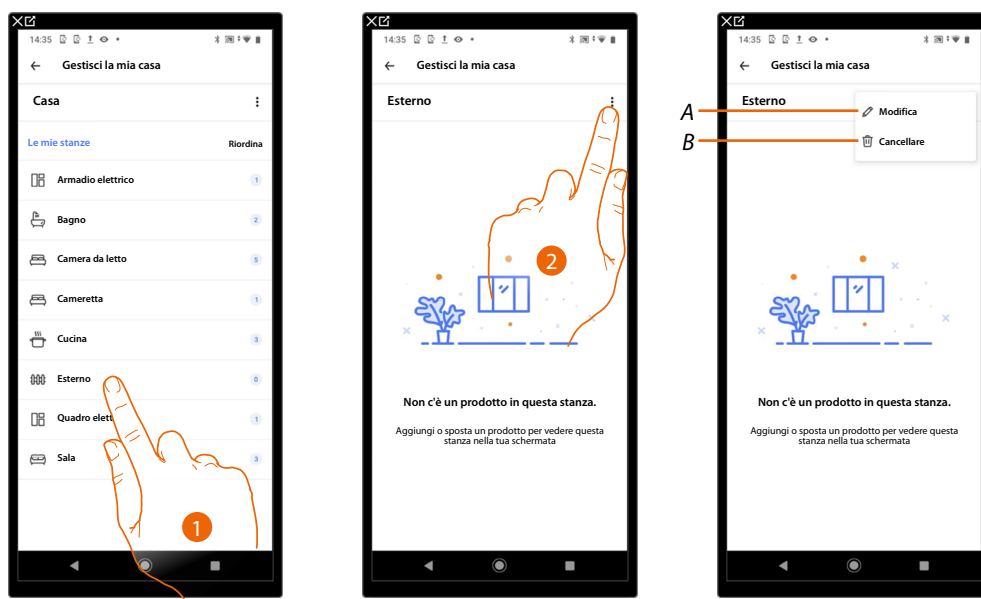 14:35
Gestisci la mia casa
Casa
Le mie stanze Riordina
Armadio elettrico 1
Bagno 2
Camera da letto 5
Cameretta 1
Cucina 3
Esterno 0
Quadro elett 1
Sala 3
1
14:35
Gestisci la mia casa
Esterno
2
Non c'è un prodotto in questa stanza.
Aggiungi o sposta un prodotto per vedere questa
stanza nella tua schermata
14:35
Gestisci la mia casa
Esterno
A Modifica
B Cancellare
Non c'è un prodotto in questa stanza.
Aggiungi o sposta un prodotto per vedere questa
stanza nella tua schermata